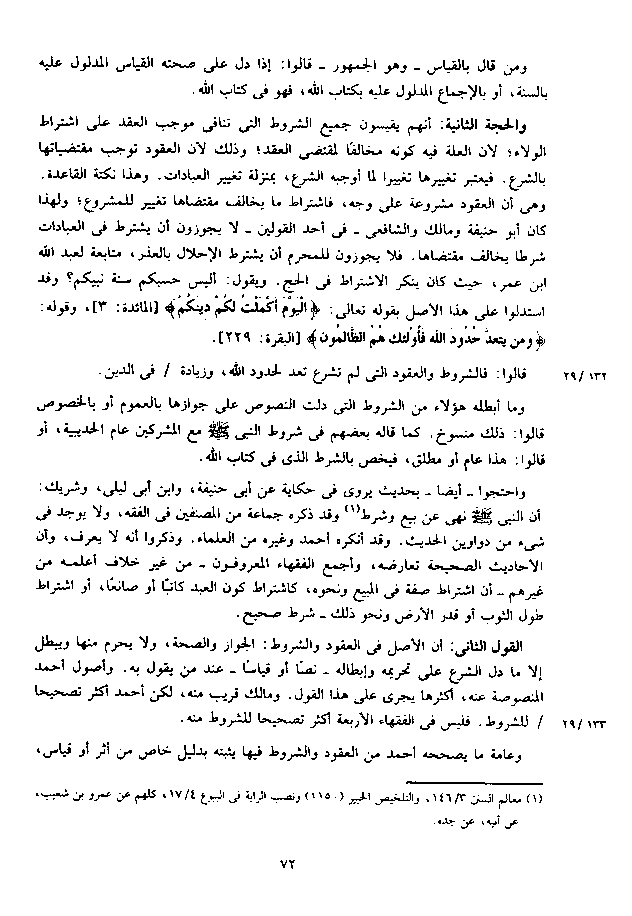 ومن قال بالقياس ـ وهو الجمهور ـ قالوا: إذا دل على صحته القياس المدلول عليه
بالسنة، أو بالإجماع المدلول عليه بكتاب الله، فهو فى كتاب الله.
والحجة الثانية: أنهم يقيسون جميع الشروط التى تنافى موجب العقد على اشتراط
الولاء؛ لأن العلة فيه كونه مخالفًا لمقتضى العقد؛ وذلك لأن العقود توجب مقتضياتها
بالشرع. فيعتبر تغييرها تغييرا لما أوجبه الشرع، بمنزلة تغيير العبادات. وهذا نكتة القاعدة.
وهى أن العقود مشروعة على وجه، فاشتراط ما يخالف مقتضاها تغيير للمشروع؛ ولهذا
كان أبو حنيفة ومالك والشافعى ـ فى أحد القولين ـ لا يجوزون أن يشترط فى العبادات
شرطا يخالف مقتضاها. فلا يجوزون للمحرم أن يشترط الإحلال بالعذر، متابعة لعبد الله
ابن عمر، حيث كان ينكر الاشتراط فى الحج. ويقول: أليس حسبكم سنة نبيكم؟ وقد
استدلوا على هذا الأصل بقوله تعالى: ﴿الْيَوْمَ أَكْمَلْتُ لَكُمْ دِينَكُمْ﴾ [المائدة: ٣]، وقوله:
﴿وَمن يَتعدَّ حُدُودَ الله فَأُولَئكَ هُمُ الظَّالمُون﴾ [البقرة: ٢٢٩].
قالوا: فالشروط والعقود التى لم تشرع تعد لحدود الله، وزيادة / فى الدين. ٢٩/١٣٢
وما أبطله هؤلاء من الشروط التى دلت النصوص على جوازها بالعموم أو بالخصوص
قالوا: ذلك منسوخ. كما قاله بعضهم فى شروط النبى ﷺ مع المشركين عام الحديبية، أو
قالوا: هذا عام أو مطلق، فيخص بالشرط الذى فى كتاب الله.
واحتجوا ـ أيضا ـ بحديث يروى فى حكاية عن أبى حنيفة، وابن أبى ليلى، وشريك:
أن النبى ﷺ نهى عن بيع وشرط(١) وقد ذكره جماعة من المصنفين فى الفقه، ولا يوجد فى
شىء من دواوين الحديث. وقد أنكره أحمد وغيره من العلماء. وذكروا أنه لا يعرف، وأن
الأحاديث الصحيحة تعارضه، وأجمع الفقهاء المعروفون ـ من غير خلاف أعلمه من
غيرهم ـ أن اشتراط صفة فى المبيع ونحوه، كاشتراط كون العبد كاتبًا أو صانعًا، أو اشتراط
طول الثوب أو قدر الأرض ونحو ذلك ـ شرط صحيح.
القول الثانى: أن الأصل فى العقود والشروط: الجواز والصحة، ولا يحرم منها ويبطل
إلا ما دل الشرع على تحريمه وإبطاله ـ نصًا أو قياسًا ـ عند من يقول به. وأصول أحمد
المنصوصة عنه، أكثرها يجرى على هذا القول. ومالك قريب منه، لكن أحمد أكثر تصحيحا
/ للشروط. فليس فى الفقهاء الأربعة أكثر تصحيحا للشروط منه. ٢٩/١٣٣
وعامة ما يصححه أحمد من العقود والشروط فيها يثبته بدليل خاص من أثر أو قياس،
(١) معالم السنن ١٤٦/٣، والتلخيص الحبير (١١٥٠) ونصب الراية فى البيوع ١٧/٤، كلهم عن عمرو بن شعيب،
عن أبيه، عن جده.
٧٢